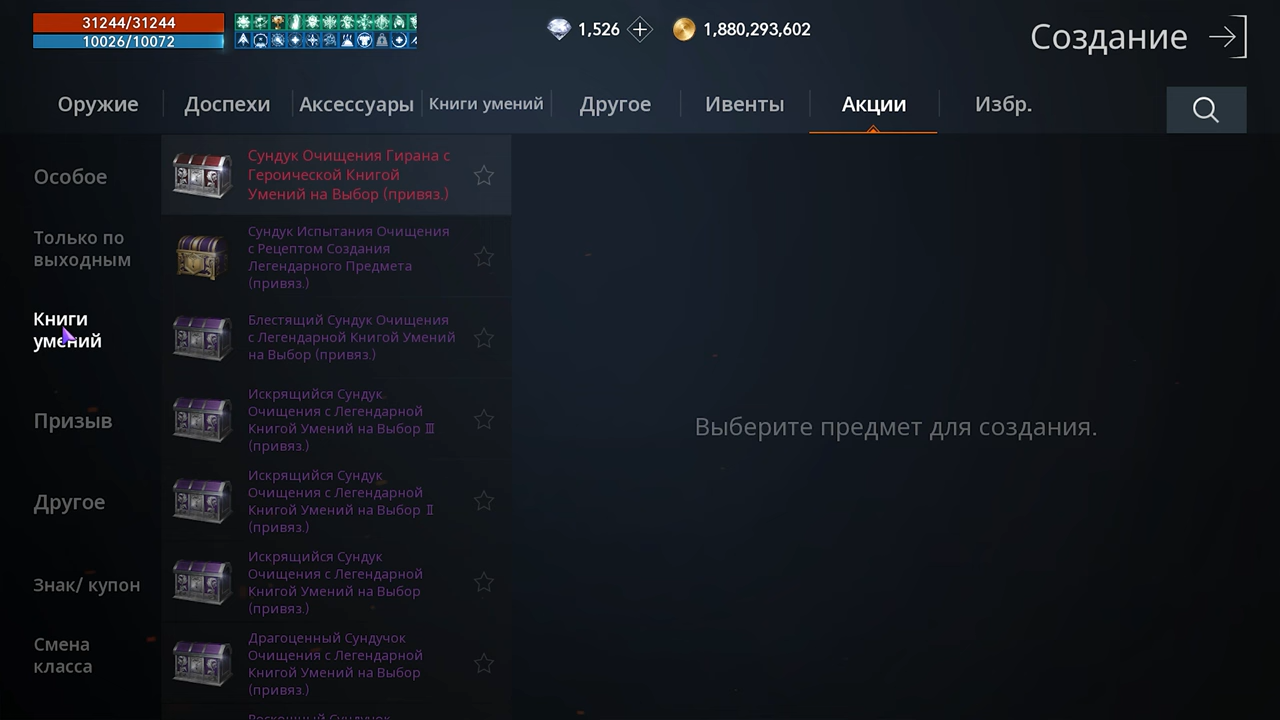 31244/31244
10026/10072
1,526
1,880,293,602
Создание
Оружие
Доспехи
Аксессуары
Книги умений
Другое
Ивенты
Акции
Избр.
Особое
Только по
выходным
Книги
умений
Призыв
Другое
Знак/ купон
Смена
класса
Сундук Очищения Гирана с
Героической Книгой
Умений на Выбор (привяз.)
Сундук Испытания Очищения
с Рецептом Создания
Легендарного Предмета
(привяз.)
Блестящий Сундук Очищения
с Легендарной Книгой Умений
на Выбор (привяз.)
Искрящийся Сундук
Очищения с Легендарной
Книгой Умений на Выбор Ⅲ
(привяз.)
Искрящийся Сундук
Очищения с Легендарной
Книгой Умений на Выбор Ⅱ
(привяз.)
Искрящийся Сундук
Очищения с Легендарной
Книгой Умений на Выбор
(привяз.)
Драгоценный Сундучок
Очищения с Легендарной
Книгой Умений на Выбор
(привяз.)
Выберите предмет для создания.